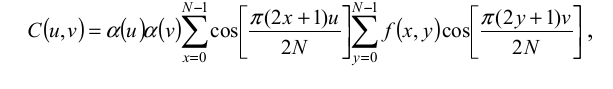 C(u,v) = α(u)α(v) ∑_{x=0}^{N−1} cos[π(2x+1)u / 2N] ∑_{y=0}^{N−1} f(x, y) cos[π(2y+1)v / 2N] ,